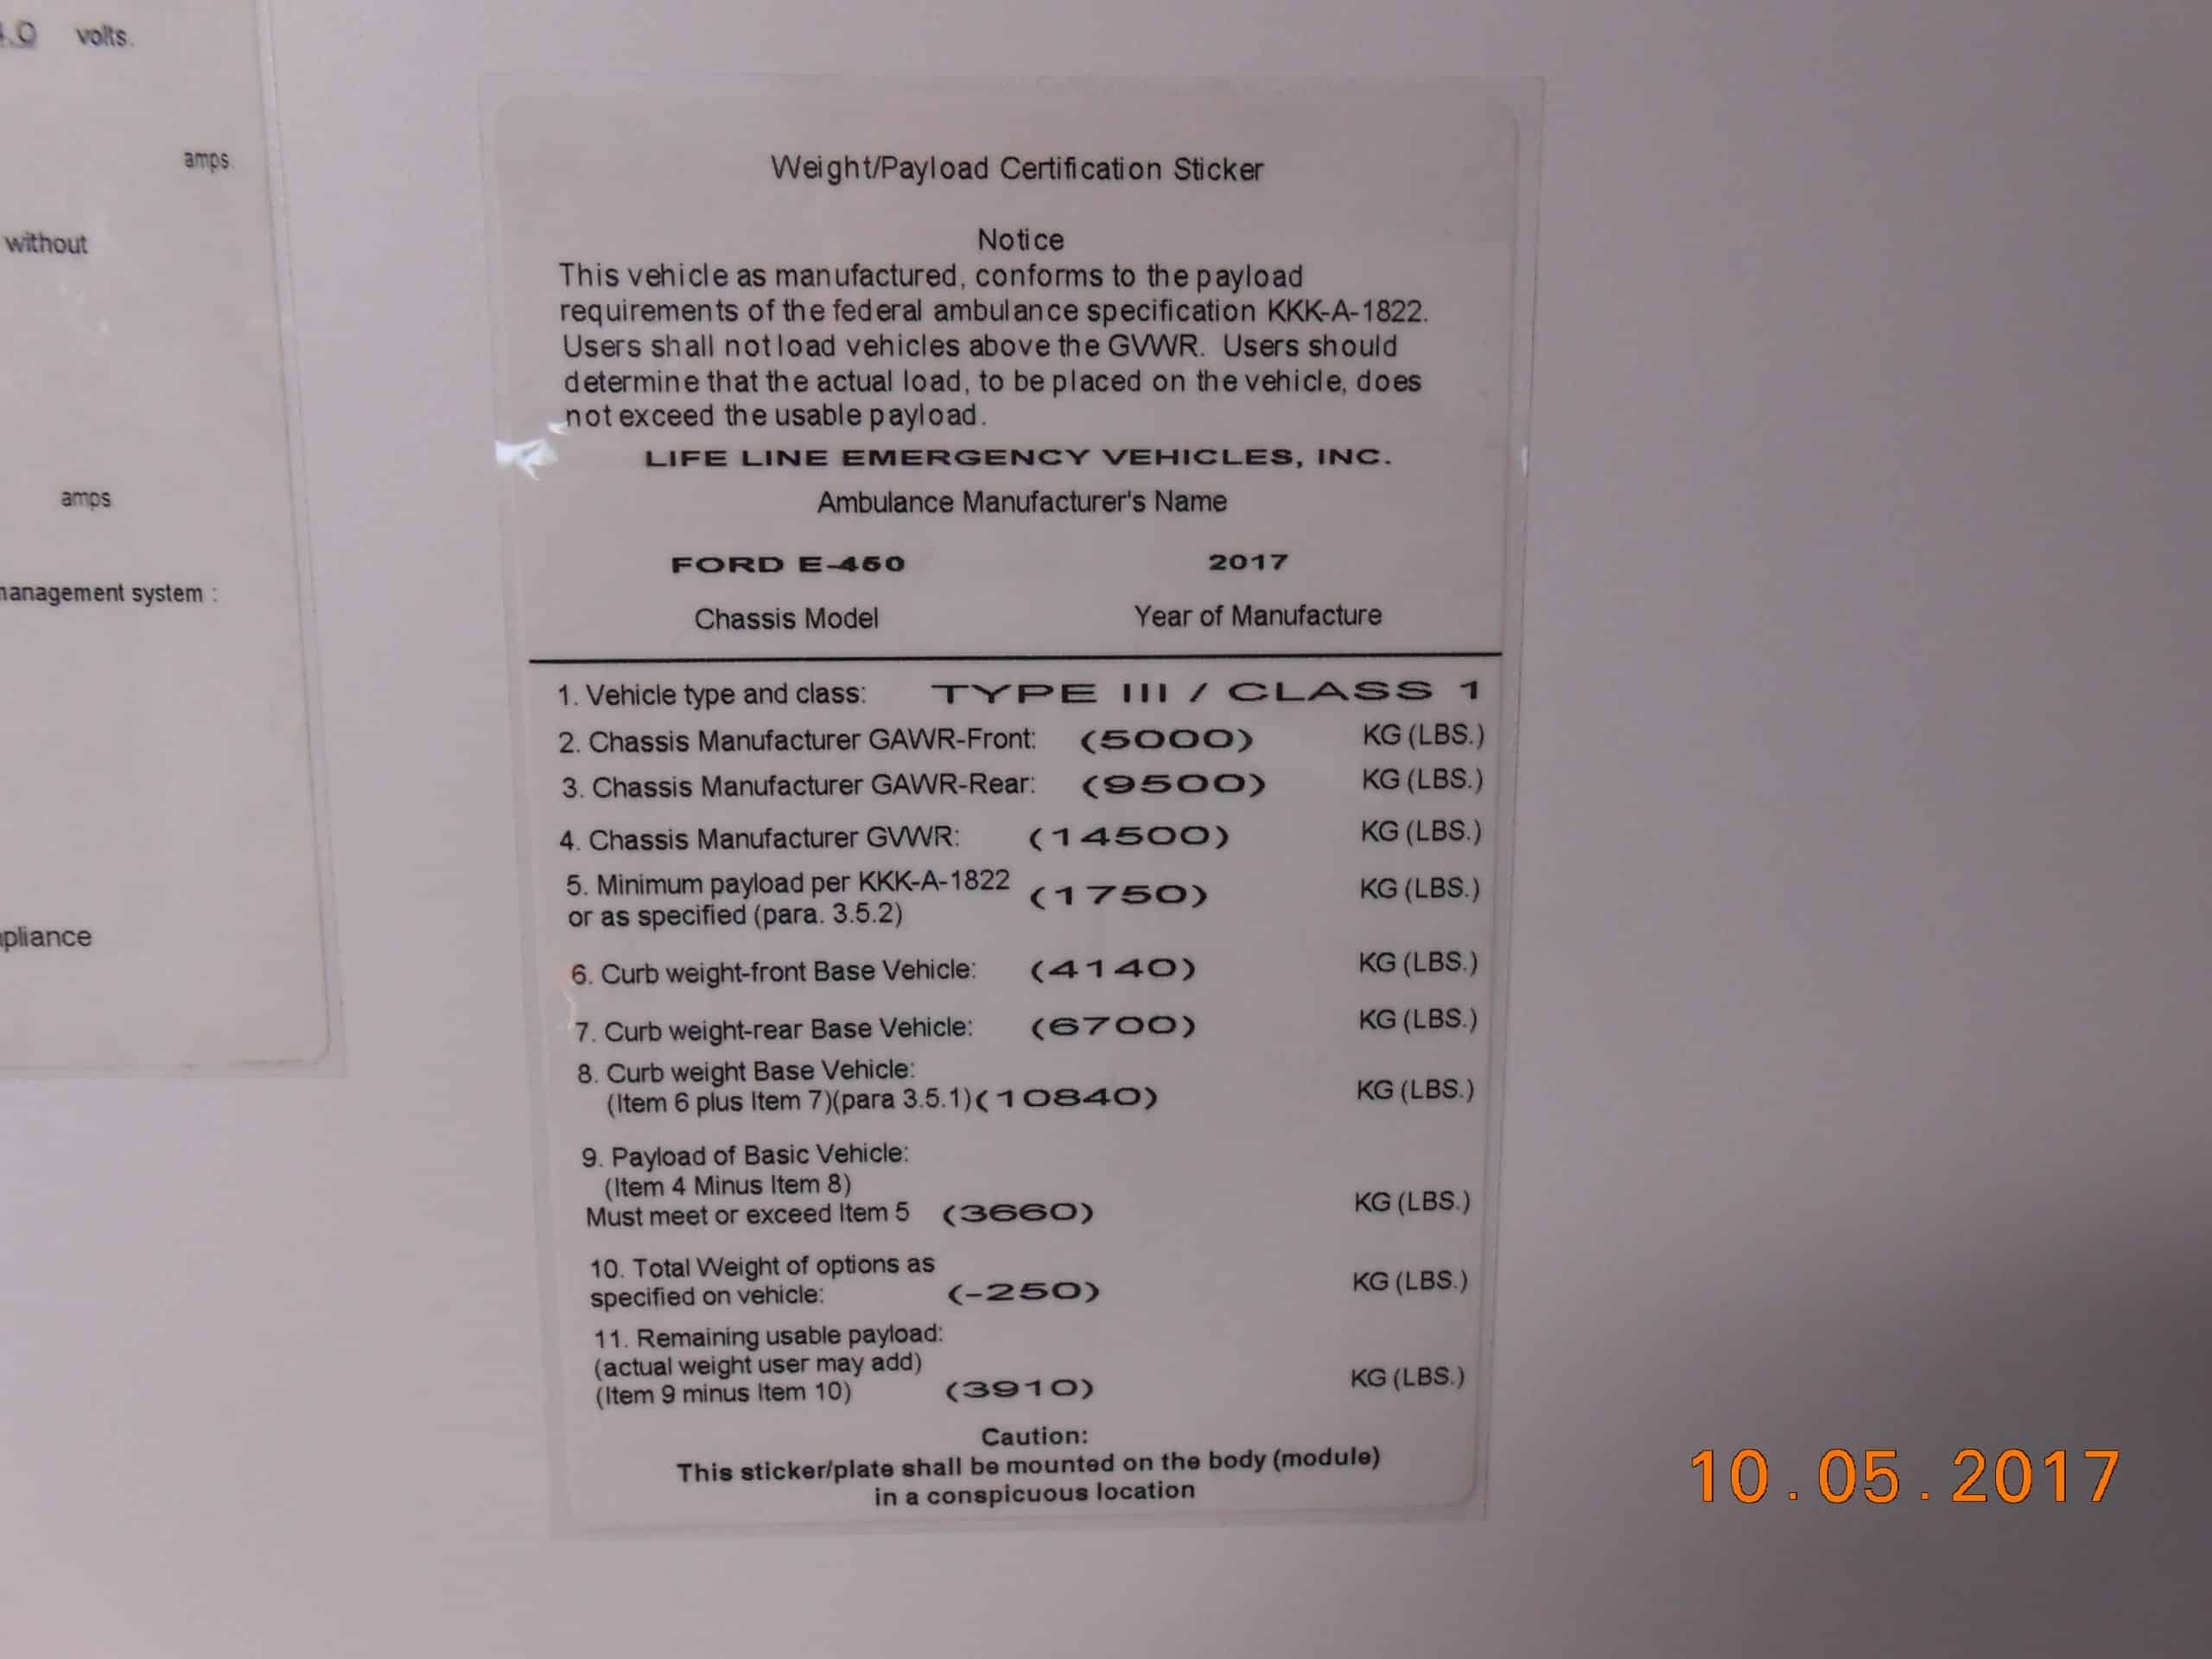 volts.
amps.
without
amps
management system :
Weight/Payload Certification Sticker
Notice
This vehicle as manufactured, conforms to the payload
requirements of the federal ambulance specification KKK-A-1822.
Users shall not load vehicles above the GVWR. Users should
determine that the actual load, to be placed on the vehicle, does
not exceed the usable payload.
LIFE LINE EMERGENCY VEHICLES, INC.
Ambulance Manufacturer's Name
FORD E-450 2017
Chassis Model Year of Manufacture
1. Vehicle type and class: TYPE III / CLASS 1
2. Chassis Manufacturer GAWR-Front: (5000) KG (LBS.)
3. Chassis Manufacturer GAWR-Rear: (9500) KG (LBS.)
4. Chassis Manufacturer GVWR: (14500) KG (LBS.)
5. Minimum payload per KKK-A-1822
or as specified (para. 3.5.2) (1750) KG (LBS.)
6. Curb weight-front Base Vehicle: (4140) KG (LBS.)
7. Curb weight-rear Base Vehicle: (6700) KG (LBS.)
8. Curb weight Base Vehicle:
(Item 6 plus Item 7)(para 3.5.1)(10840) KG (LBS.)
9. Payload of Basic Vehicle:
(Item 4 Minus Item 8)
Must meet or exceed Item 5 (3660) KG (LBS.)
10. Total Weight of options as
specified on vehicle: (-250) KG (LBS.)
11. Remaining usable payload:
(actual weight user may add)
(Item 9 minus Item 10) (3910) KG (LBS.)
Caution:
This sticker/plate shall be mounted on the body (module)
in a conspicuous location
10.05.2017